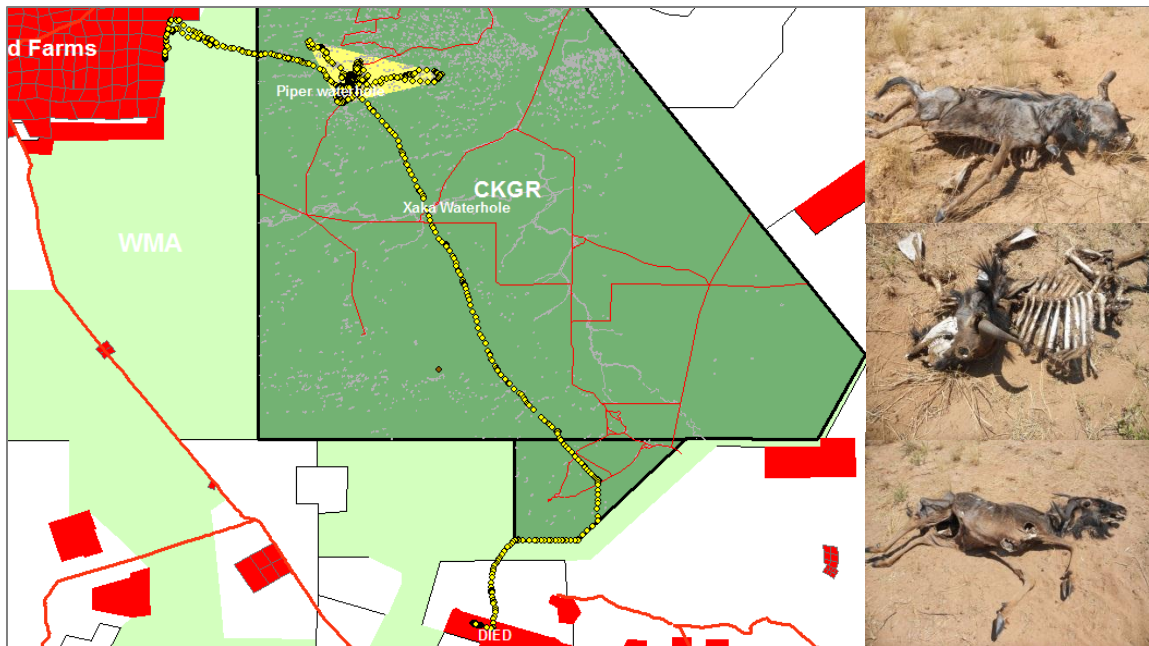 d Farms
Piper waterhole
CKGR
Xaka Waterhole
WMA
DIED